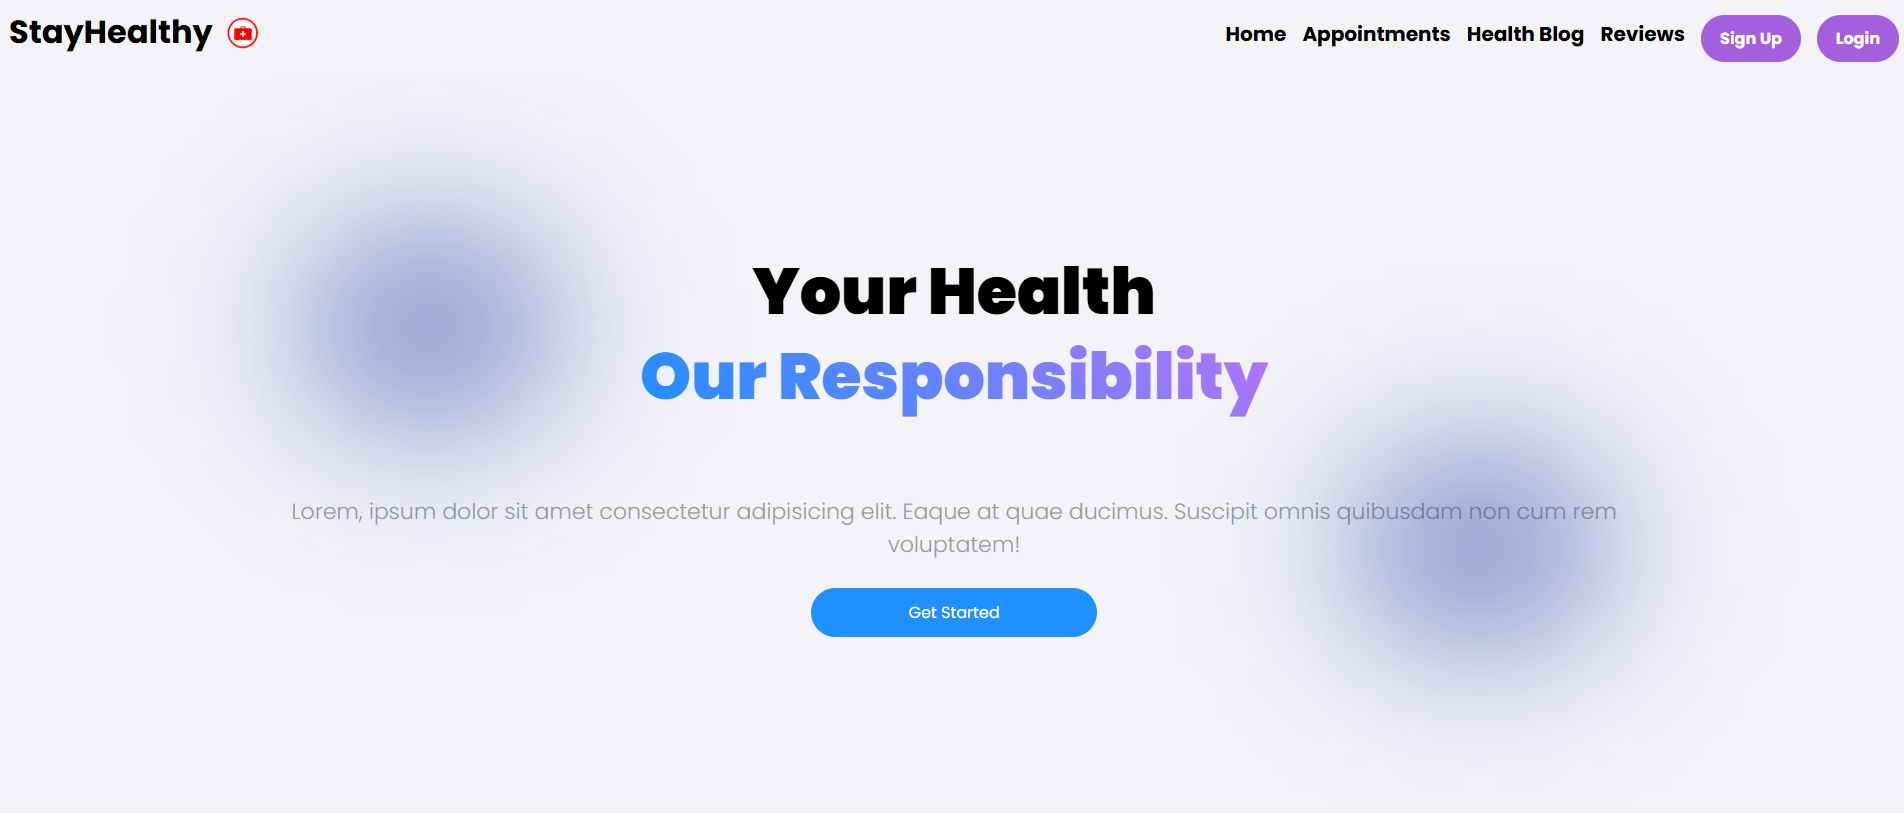 StayHealthy
Home Appointments Health Blog Reviews Sign Up Login
Your Health
Our Responsibility
Lorem, ipsum dolor sit amet consectetur adipisicing elit. Eaque at quae ducimus. Suscipit omnis quibusdam non cum rem
voluptatem!
Get Started